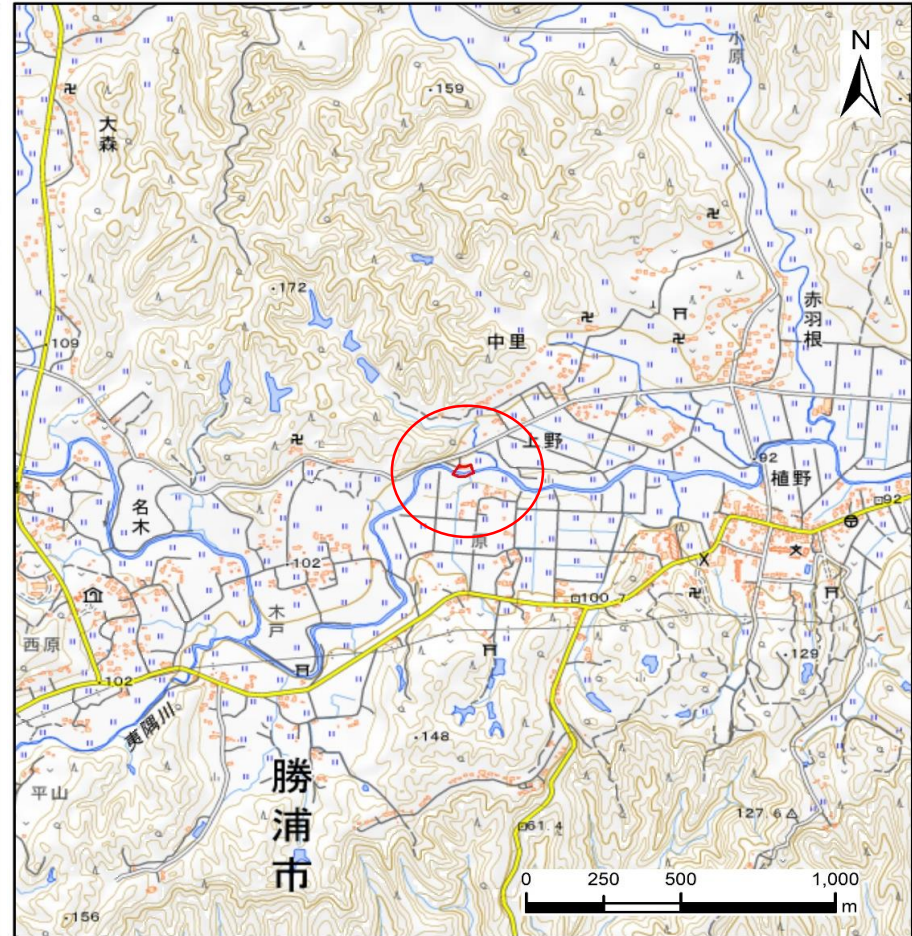 小原
N
・159
大森
・172
赤羽根
中里
・109
上野
・92
植野
92
名木
原
・102
100.7
木戸
西原
・129
・102
夷隅川
・148
勝浦市
平山
127.6
61.4
0 250 500 1,000
m
・156